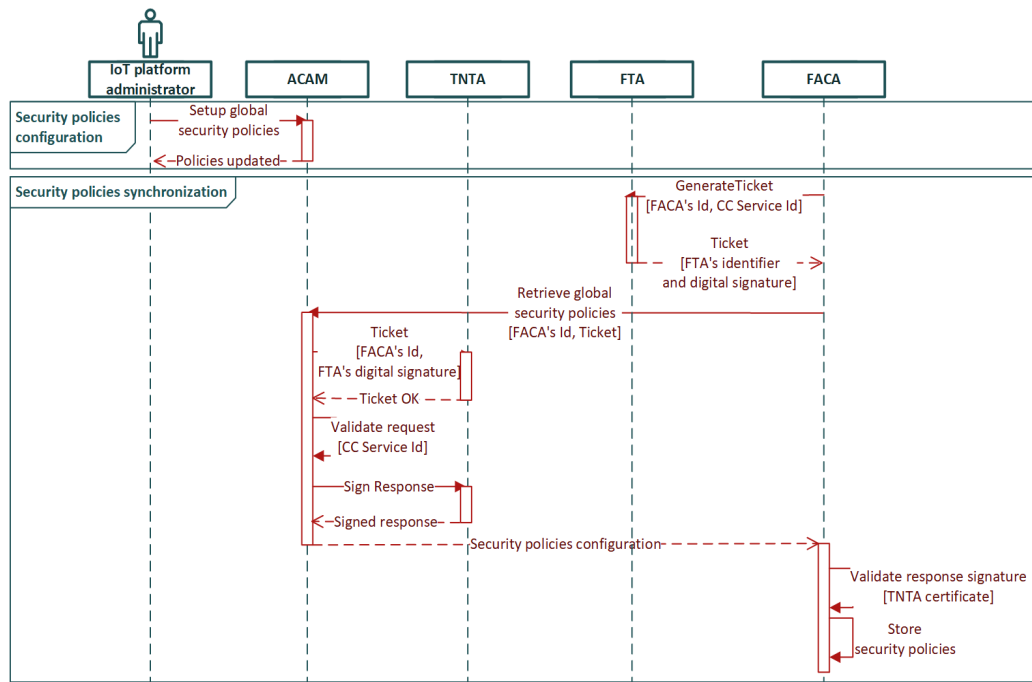 IoT platform
administrator
ACAM
TNTA
FTA
FACA
Security policies
configuration
Setup global
security policies
Policies updated
Security policies synchronization
GenerateTicket
[FACA's Id, CC Service Id]
Ticket
[FTA's identifier
and digital signature]
Retrieve global
security policies
[FACA's Id, Ticket]
Ticket
[FACA's Id,
FTA's digital signature]
Ticket OK
Validate request
[CC Service Id]
Sign Response
Signed response
Security policies configuration
Validate response signature
[TNTA certificate]
Store
security policies